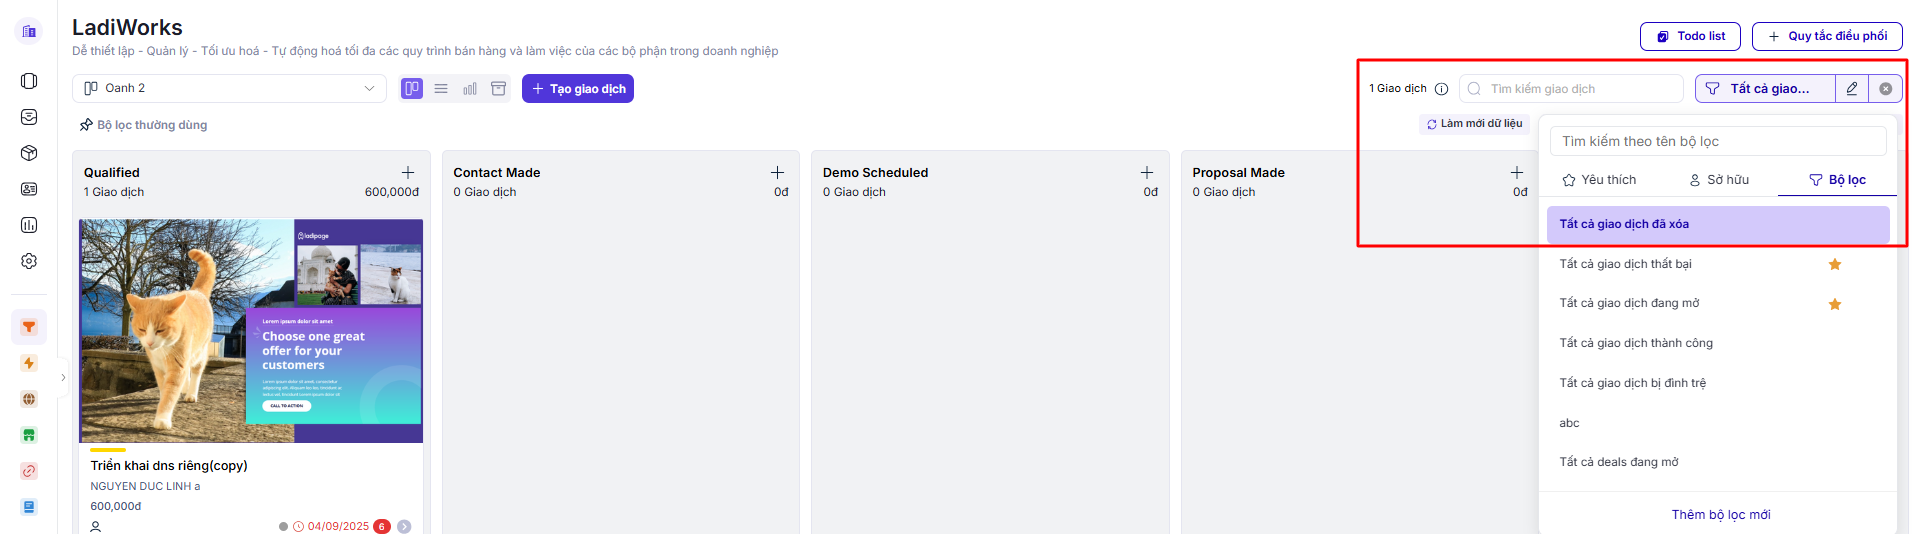 LadiWorks
Dễ thiết lập - Quản lý - Tối ưu hoá - Tự động hoá tối đa các quy trình bán hàng và làm việc của các bộ phận trong doanh nghiệp
Todo list
Quy tắc điều phối
Oanh 2
Tạo giao dịch
1 Giao dịch
Tìm kiếm giao dịch
Tất cả giao...
Bộ lọc thường dùng
Làm mới dữ liệu
Qualified
1 Giao dịch
600,000đ
Contact Made
0 Giao dịch
0đ
Demo Scheduled
0 Giao dịch
0đ
Proposal Made
0 Giao dịch
0đ
Tìm kiếm theo tên bộ lọc
Yêu thích
Sở hữu
Bộ lọc
Tất cả giao dịch đã xóa
Tất cả giao dịch thất bại
Tất cả giao dịch đang mở
Tất cả giao dịch thành công
Tất cả giao dịch bị đình trệ
abc
Tất cả deals đang mở
Thêm bộ lọc mới
ladipage
Lorem ipsum dolor sit amet
Choose one great
offer for your
customers
CALL TO ACTION
Triển khai dns riêng(copy)
NGUYEN DUC LINH a
600,000đ
04/09/2025
6